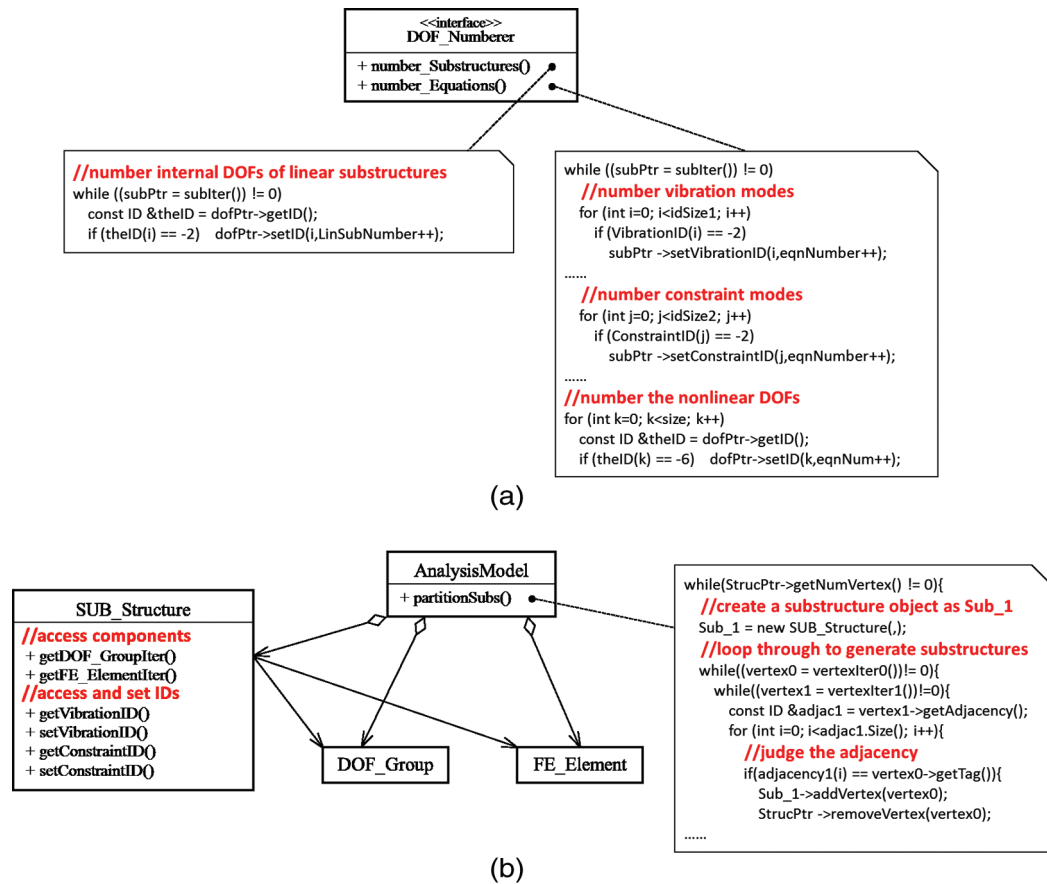 <<interface>>
DOF_Numberer
+ number_Substructures()
+ number_Equations()
//number internal DOFs of linear substructures
while ((subPtr = subIter()) != 0)
const ID &theID = dofPtr->getID();
if (theID(i) == -2) dofPtr->setID(i,LinSubNumber++);
while ((subPtr = subIter()) != 0)
//number vibration modes
for (int i=0; i<idSize1; i++)
if (VibrationID(i) == -2)
subPtr ->setVibrationID(i,eqnNumber++);
......
//number constraint modes
for (int j=0; j<idSize2; j++)
if (ConstraintID(j) == -2)
subPtr ->setConstraintID(j,eqnNumber++);
......
//number the nonlinear DOFs
for (int k=0; k<size; k++)
const ID &theID = dofPtr->getID();
if (theID(k) == -6) dofPtr->setID(k,eqnNum++);
(a)
SUB_Structure
//access components
+ getDOF_GroupIter()
+ getFE_ElementIter()
//access and set IDs
+ getVibrationID()
+ setVibrationID()
+ getConstraintID()
+ setConstraintID()
AnalysisModel
+ partitionSubs()
DOF_Group
FE_Element
while(StrucPtr->getNumVertex() != 0){
//create a substructure object as Sub_1
Sub_1 = new SUB_Structure(,);
//loop through to generate substructures
while((vertex0 = vertexIter0())!= 0){
while((vertex1 = vertexIter1())!=0){
const ID &adjac1 = vertex1->getAdjacency();
for (int i=0; i<adjac1.Size(); i++){
//judge the adjacency
if(adjacency1(i) == vertex0->getTag()){
Sub_1->addVertex(vertex0);
StrucPtr ->removeVertex(vertex0);
......
(b)